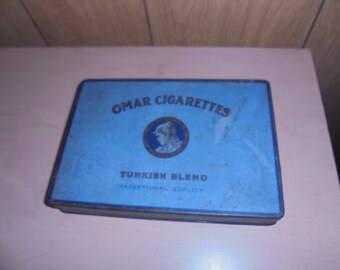 OMAR CIGARETTES
TURKISH BLEND
EXCEPTIONAL QUALITY